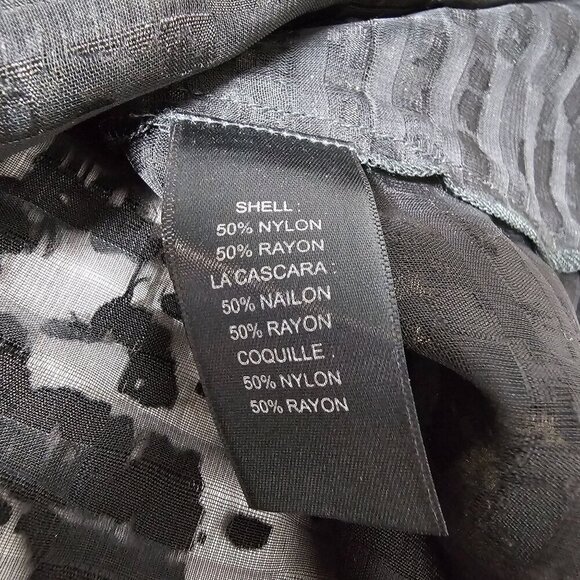 SHELL :
50% NYLON
50% RAYON
LA CASCARA :
50% NAILON
50% RAYON
COQUILLE :
50% NYLON
50% RAYON